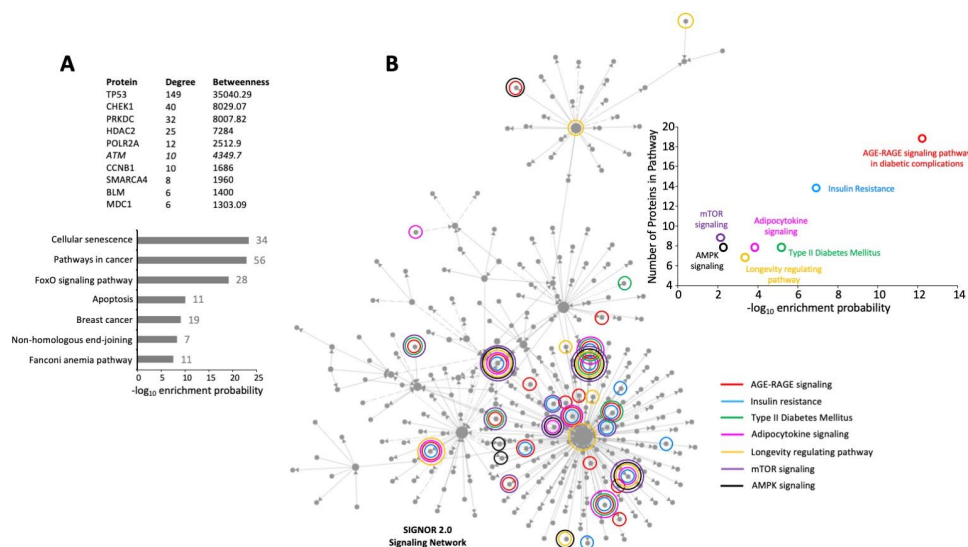 A
Protein Degree Betweenness
TP53 149 35040.29
CHEK1 40 8029.07
PRKDC 32 8007.82
HDAC2 25 7284
POLR2A 12 2512.9
ATM 10 4349.7
CCNB1 10 1686
SMARCA4 8 1960
BLM 6 1400
MDC1 6 1303.09
Cellular senescence 34
Pathways in cancer 56
FoxO signaling pathway 28
Apoptosis 11
Breast cancer 19
Non-homologous end-joining 7
Fanconi anemia pathway 11
0 5 10 15 20 25
-log10 enrichment probability
B
SIGNOR 2.0
Signaling Network
Number of Proteins in Pathway
20
18
16
14
12
10
8
6
4
0 2 4 6 8 10 12 14
-log10 enrichment probability
AGE-RAGE signaling pathway
in diabetic complications
Insulin Resistance
mTOR
signaling
Adipocytokine
signaling
AMPK
signaling
Type II Diabetes Mellitus
Longevity regulating
pathway
AGE-RAGE signaling
Insulin resistance
Type II Diabetes Mellitus
Adipocytokine signaling
Longevity regulating pathway
mTOR signaling
AMPK signaling